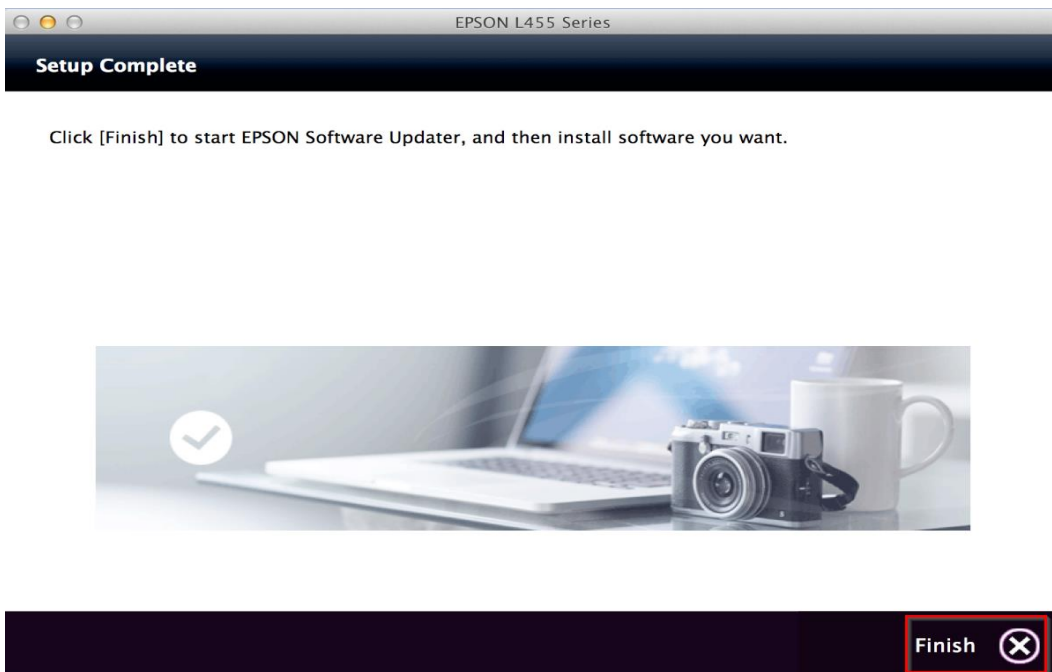 EPSON L455 Series
Setup Complete
Click [Finish] to start EPSON Software Updater, and then install software you want.
Finish